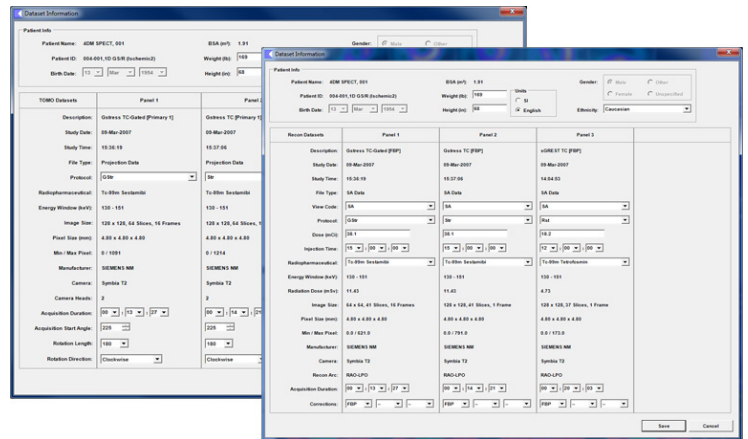 Dataset Information
Patient Info
Patient Name: 4DM SPECT, 001 BSA (m²): 1.91 Gender: Male Other
Patient ID: 004-001,1D GS/R (Ischemic2) Weight (lb): 169
Birth Date: 13 Mar 1954 Height (in): 68
TOMO Datasets Panel 1 Panel 2
Description: Gstress TC-Gated [Primary 1] Gstress TC [Primary 1]
Study Date: 09-Mar-2007 09-Mar-2007
Study Time: 15:36:19 15:37:06
File Type: Projection Data Projection Data
Protocol: GStr Str
Radiopharmaceutical: Tc-99m Sestamibi Tc-99m Sestamibi
Energy Window (keV): 130 - 151 130 - 151
Image Size: 128 x 128, 64 Slices, 16 Frames 128 x 128, 64 Slices, 1
Pixel Size (mm): 4.80 x 4.80 x 4.80 4.80 x 4.80 x 4.80
Min / Max Pixel: 0 / 1091 0 / 1214
Manufacturer: SIEMENS NM SIEMENS NM
Camera: Symbia T2 Symbia T2
Camera Heads: 2 2
Acquisition Duration: 00 : 13 : 27 00 : 14 : 21
Acquisition Start Angle: 225 225
Rotation Length: 180 180
Rotation Direction: Clockwise Clockwise
Dataset Information
Patient Info
Patient Name: 4DM SPECT, 001 BSA (m²): 1.91 Gender: Male Other
Patient ID: 004-001,1D GS/R (Ischemic2) Weight (lb): 169 Units SI Female Unspecified
Birth Date: 13 Mar 1954 Height (in): 68 English Ethnicity: Caucasian
Recon Datasets Panel 1 Panel 2 Panel 3
Description: Gstress TC-Gated [FBP] Gstress TC [FBP] sGREST TC [FBP]
Study Date: 09-Mar-2007 09-Mar-2007 09-Mar-2007
Study Time: 15:36:19 15:37:06 14:04:03
File Type: SA Data SA Data SA Data
View Code: SA SA SA
Protocol: GStr Str Rst
Dose (mCi): 38.1 38.1 10.2
Injection Time: 15 : 00 : 00 15 : 00 : 00 12 : 00 : 00
Radiopharmaceutical: Tc-99m Sestamibi Tc-99m Sestamibi Tc-99m Tetrofosmin
Energy Window (keV): 130 - 151 130 - 151 130 - 151
Radiation Dose (mSv): 11.43 11.43 4.73
Image Size: 64 x 64, 41 Slices, 16 Frames 128 x 128, 41 Slices, 1 Frame 128 x 128, 37 Slices, 1 Frame
Pixel Size (mm): 4.80 x 4.80 x 4.80 4.80 x 4.80 x 4.80 4.80 x 4.80 x 4.80
Min / Max Pixel: 0.0 / 621.0 0.0 / 791.0 0.0 / 173.0
Manufacturer: SIEMENS NM SIEMENS NM SIEMENS NM
Camera: Symbia T2 Symbia T2 Symbia T2
Recon Arc: RAO-LPO RAO-LPO RAO-LPO
Acquisition Duration: 00 : 13 : 27 00 : 14 : 21 00 : 20 : 03
Corrections: FBP - - FBP - - FBP - -
Save Cancel